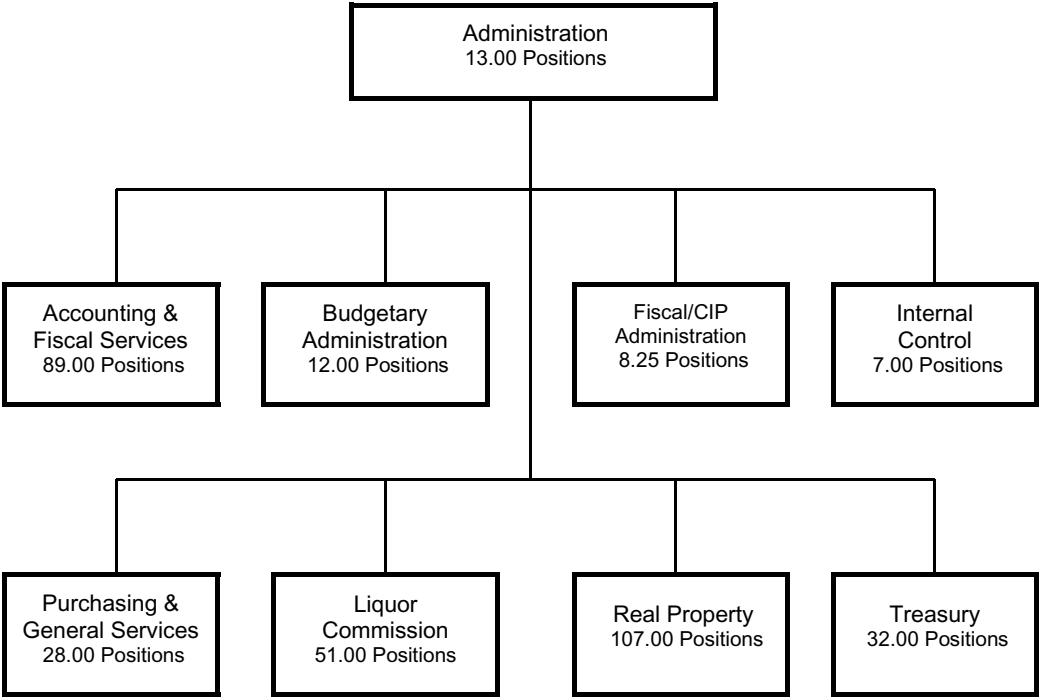 Administration
13.00 Positions
Accounting &
Fiscal Services
89.00 Positions
Budgetary
Administration
12.00 Positions
Fiscal/CIP
Administration
8.25 Positions
Internal
Control
7.00 Positions
Purchasing &
General Services
28.00 Positions
Liquor
Commission
51.00 Positions
Real Property
107.00 Positions
Treasury
32.00 Positions